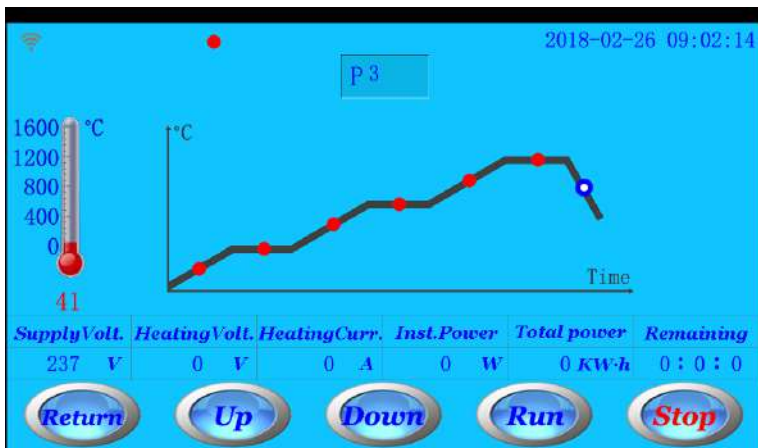 2018-02-26 09:02:14
P 3
1600 °C
1200
800
400
0
41
°C
Time
SupplyVolt. HeatingVolt. HeatingCurr. Inst.Power Total power Remaining
237 V 0 V 0 A 0 W 0 KW·h 0:0:0
Return Up Down Run Stop